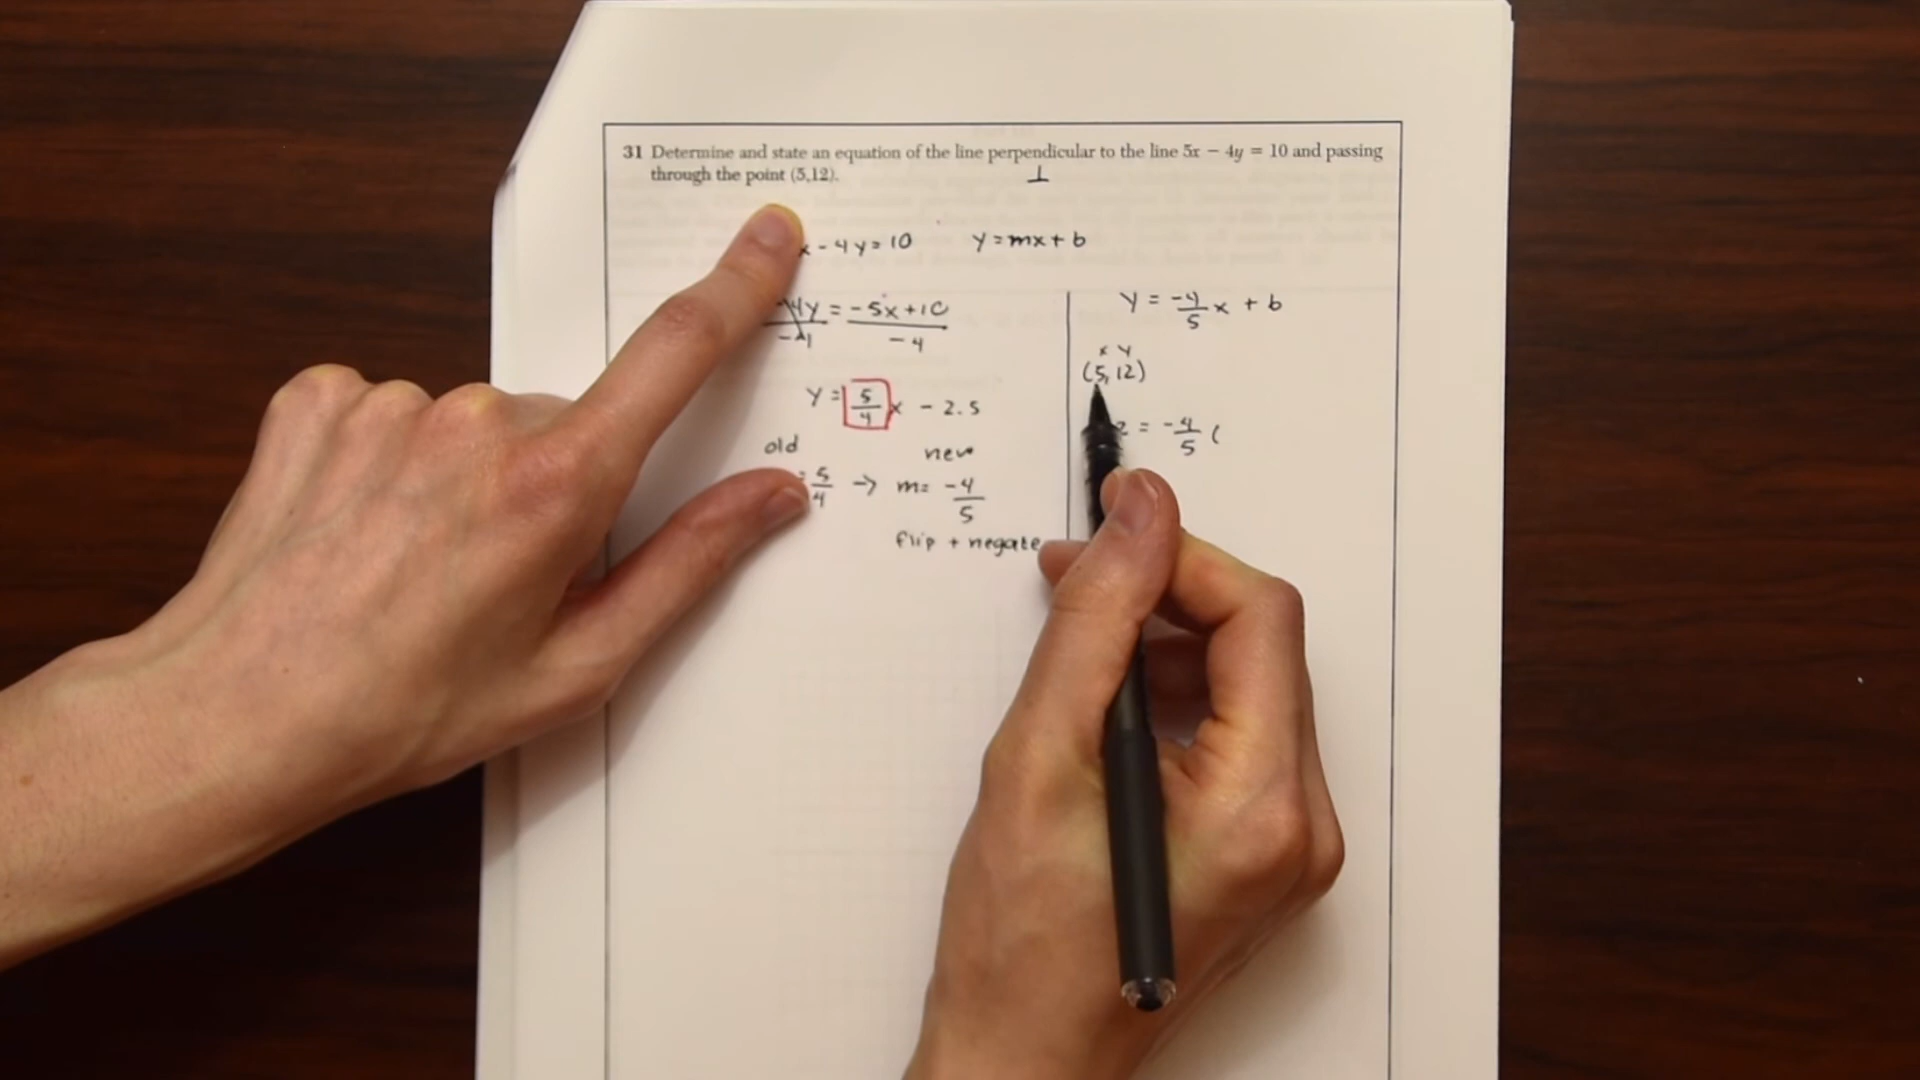 31 Determine and state an equation of the line perpendicular to the line 5x − 4y = 10 and passing
through the point (5,12).
⊥
x - 4y = 10
y = mx + b
-4y = -5x + 10
-4 -4
y = 5/4 x - 2.5
old new
= 5/4 → m = -4/5
flip + negate
y = -4/5 x + b
x y
(5, 12)
2 = -4/5 (